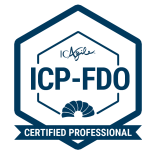 ICAgile
ICP-FDO
CERTIFIED PROFESSIONAL